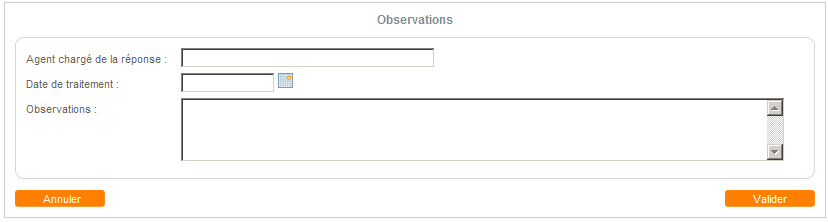 Observations
Agent chargé de la réponse :
Date de traitement :
Observations :
Annuler
Valider